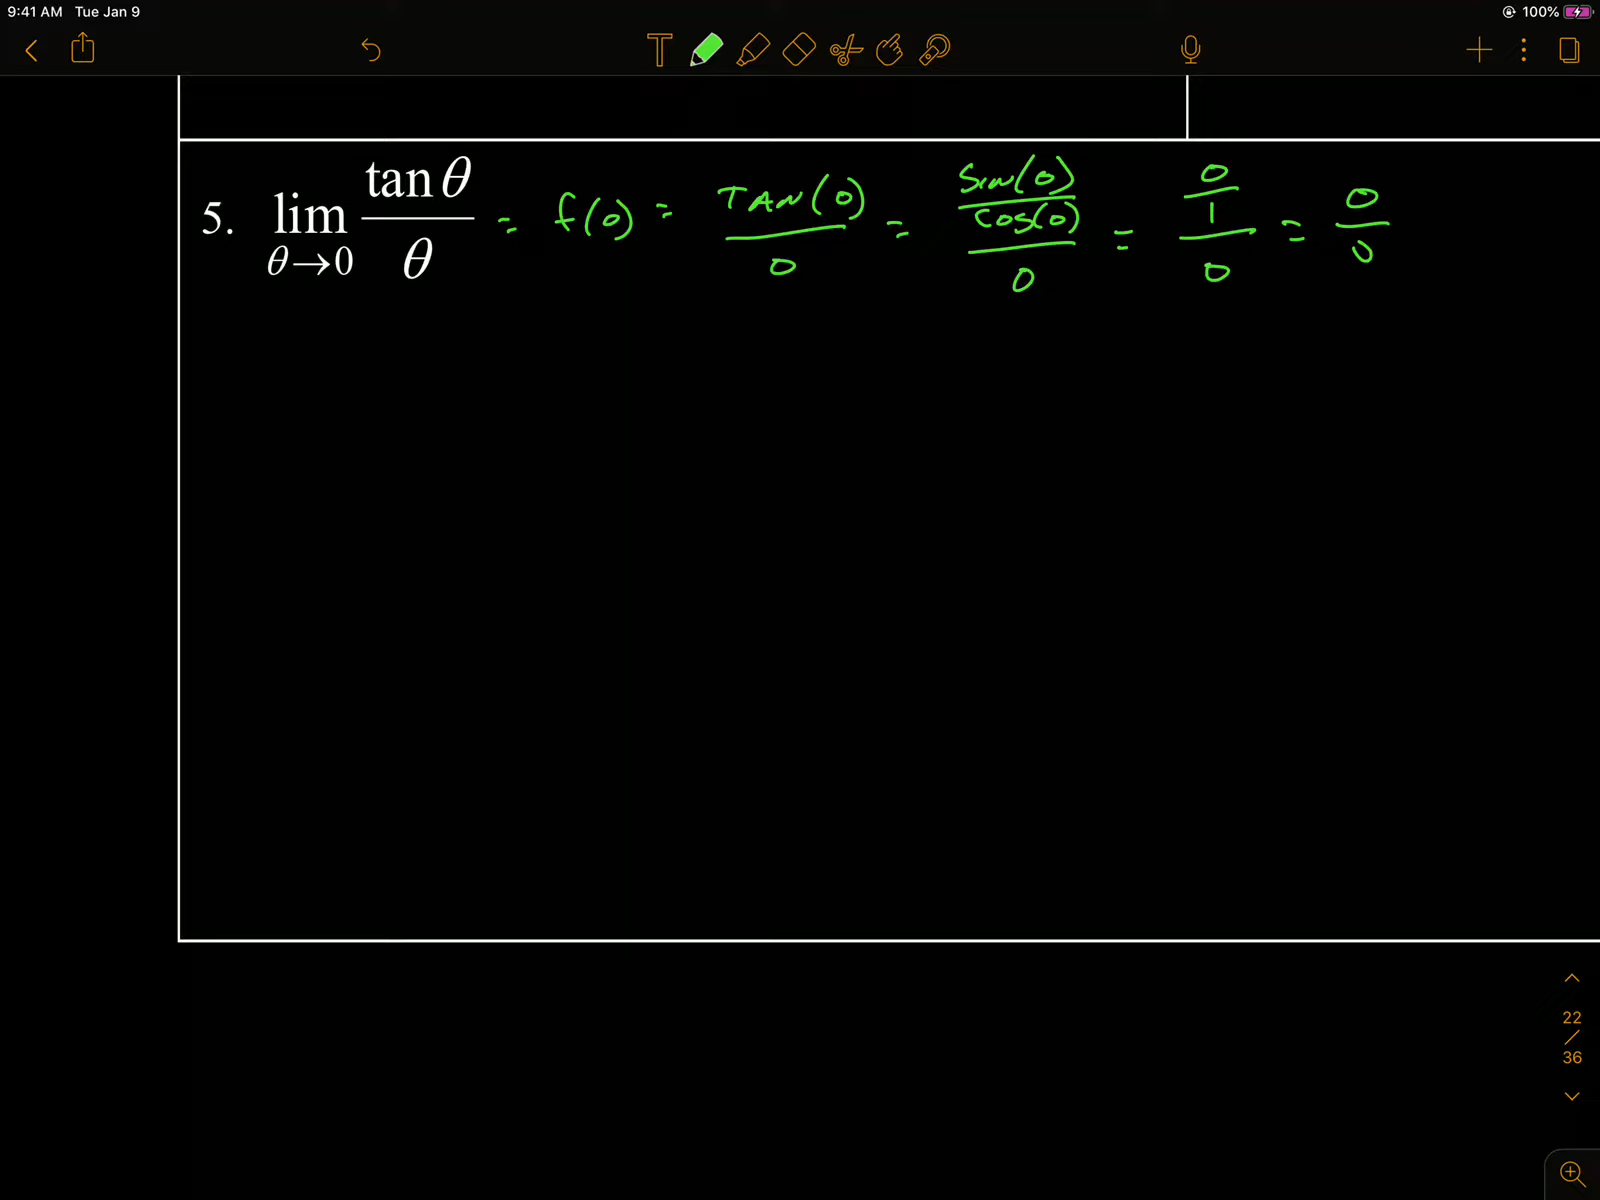 9:41 AM Tue Jan 9
100%
5. lim θ→0 tan θ / θ = f(0) = TAN(0) / 0 = sin(0) / cos(0) / 0 = 0 / 1 / 0 = 0 / 0
22
/
36